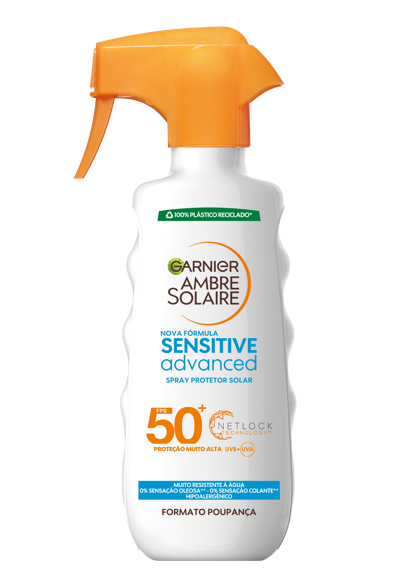 100% PLÁSTICO RECICLADO*
GARNIER
AMBRE
SOLAIRE
NOVA FÓRMULA
SENSITIVE
advanced
SPRAY PROTETOR SOLAR
FPS
50+
NETLOCK
TECHNOLOGY™
PROTEÇÃO MUITO ALTA UVB+UVA
MUITO RESISTENTE À ÁGUA
0% SENSAÇÃO OLEOSA** - 0% SENSAÇÃO COLANTE**
HIPOALERGÉNICO
FORMATO POUPANÇA